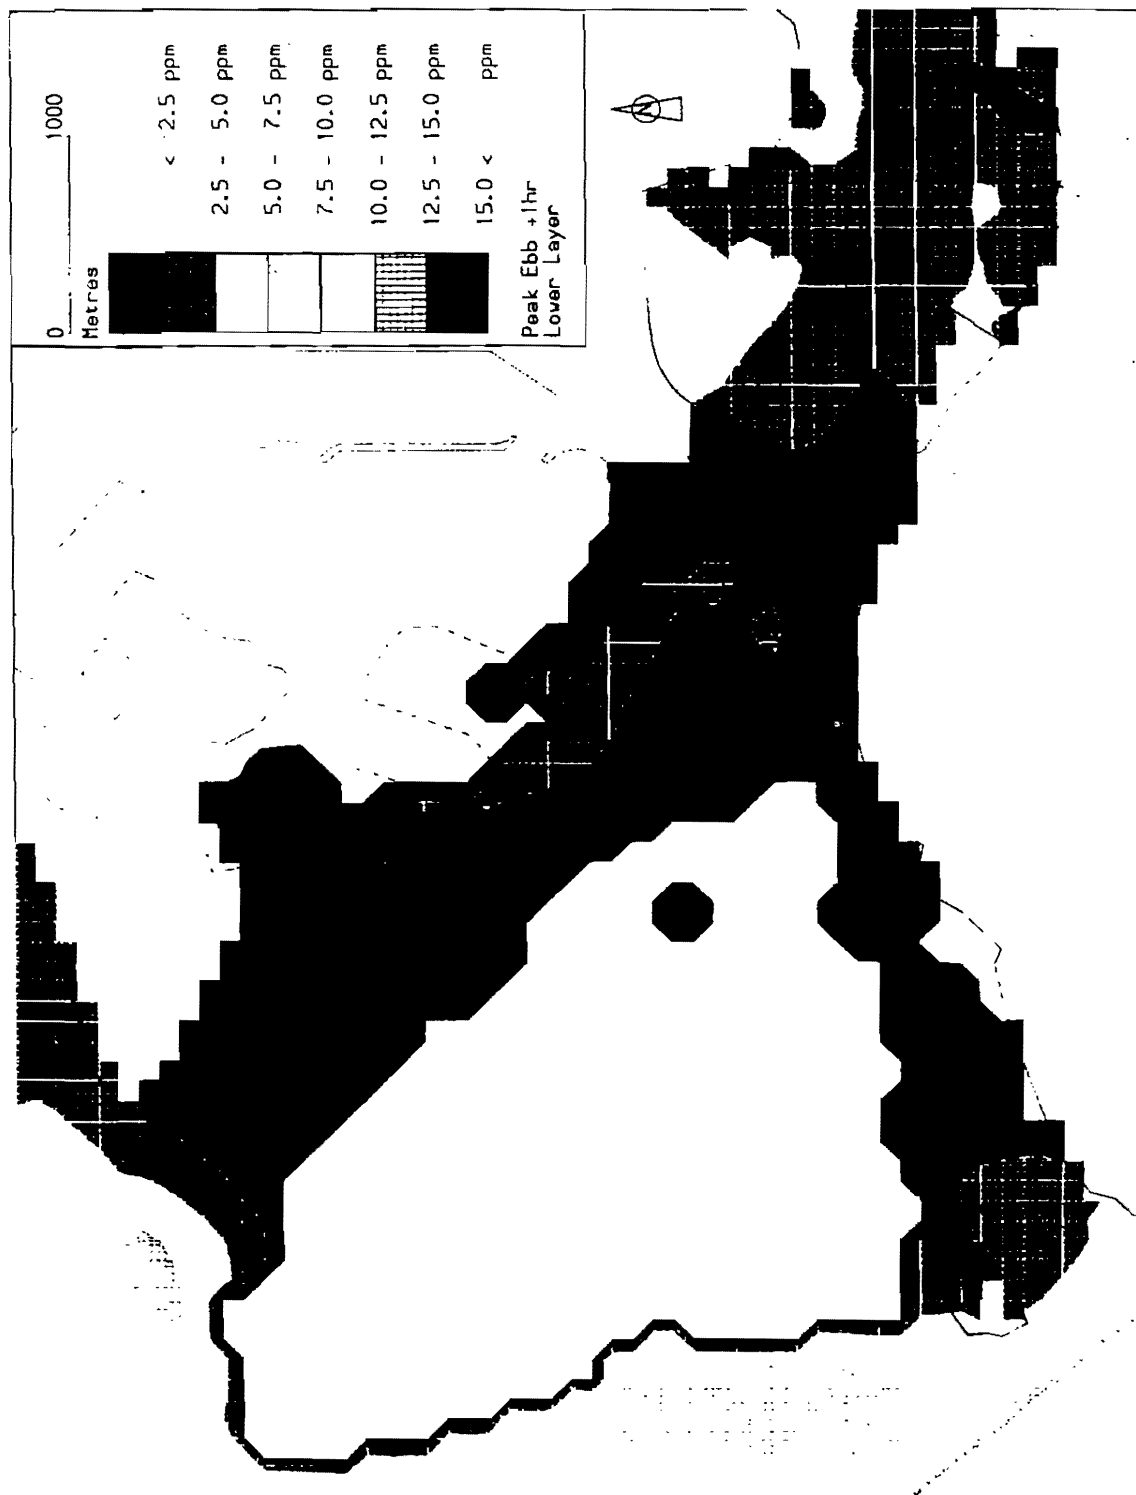 0 1000
Metres
< 2.5 ppm
2.5 - 5.0 ppm
5.0 - 7.5 ppm
7.5 - 10.0 ppm
10.0 - 12.5 ppm
12.5 - 15.0 ppm
15.0 < ppm
Peak Ebb +1hr
Lower Layer
N